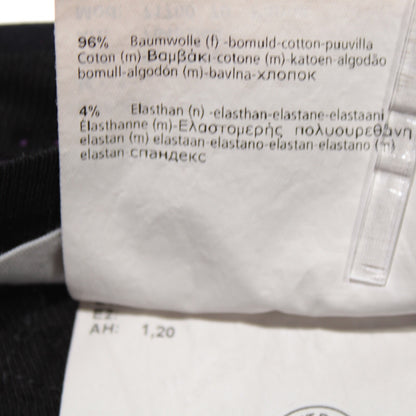 96% Baumwolle (f) -bomuld-cotton-puuvilla
Coton (m)-Βαμβάκι-cotone (m)-katoen-algodão
bomull-algodón (m)-bavlna-хлопок
4% Elasthan (n) -elasthan-elastane-elastaani
Élasthanne (m)-Ελαστομερής πολυουρεθάνη
elastan (m) elastaan-elastano-elastan-elastano (m)
elastan спандекс
EZ:
AH: 1,20